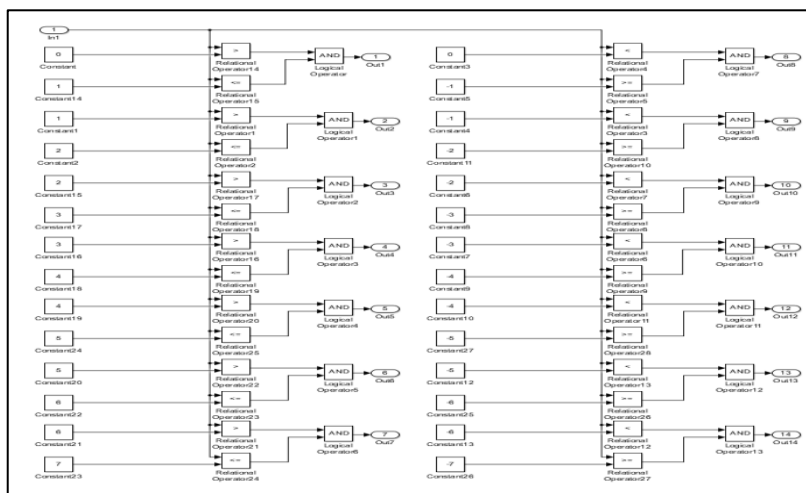 1
In1
0
Constant
>
Relational
Operator14
AND
Logical
Operator
1
Out1
1
Constant14
<=
Relational
Operator15
1
Constant1
>
Relational
Operator1
AND
Logical
Operator1
2
Out2
2
Constant2
<=
Relational
Operator2
2
Constant15
>
Relational
Operator17
AND
Logical
Operator2
3
Out3
3
Constant17
<=
Relational
Operator18
3
Constant16
>
Relational
Operator16
AND
Logical
Operator3
4
Out4
4
Constant18
<=
Relational
Operator19
4
Constant19
>
Relational
Operator20
AND
Logical
Operator4
5
Out5
5
Constant24
<=
Relational
Operator25
5
Constant20
>
Relational
Operator22
AND
Logical
Operator5
6
Out6
6
Constant22
<=
Relational
Operator23
6
Constant21
>
Relational
Operator21
AND
Logical
Operator6
7
Out7
7
Constant23
<=
Relational
Operator24
0
Constant3
<
Relational
Operator4
AND
Logical
Operator7
8
Out8
-1
Constant5
>=
Relational
Operator5
-1
Constant4
<
Relational
Operator3
AND
Logical
Operator8
9
Out9
-2
Constant11
>=
Relational
Operator10
-2
Constant6
<
Relational
Operator7
AND
Logical
Operator9
10
Out10
-3
Constant8
>=
Relational
Operator8
-3
Constant7
<
Relational
Operator6
AND
Logical
Operator10
11
Out11
-4
Constant9
>=
Relational
Operator9
-4
Constant10
<
Relational
Operator11
AND
Logical
Operator11
12
Out12
-5
Constant27
>=
Relational
Operator26
-5
Constant12
<
Relational
Operator13
AND
Logical
Operator12
13
Out13
-6
Constant25
>=
Relational
Operator26
-6
Constant13
<
Relational
Operator12
AND
Logical
Operator13
14
Out14
-7
Constant26
>=
Relational
Operator27